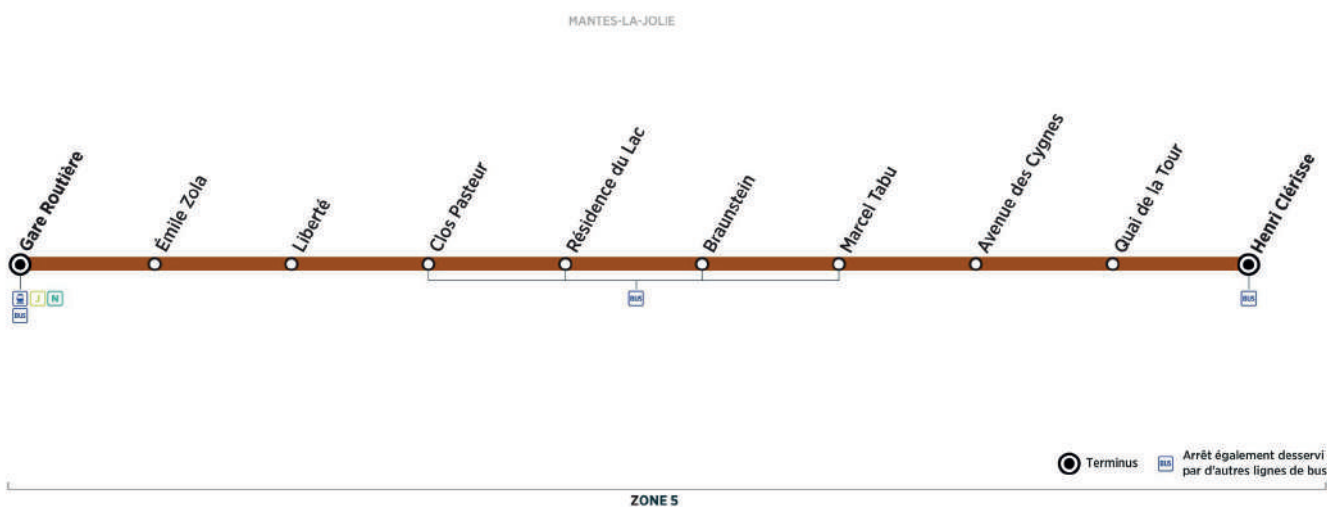 MANTES-LA-JOLIE
Gare Routière
Émile Zola
Liberté
Clos Pasteur
Résidence du Lac
Braunstein
Marcel Tabu
Avenue des Cygnes
Quai de la Tour
Henri Clérisse
J N
BUS
BUS
BUS
Terminus
BUS
Arrêt également desservi
par d'autres lignes de bus
ZONE 5